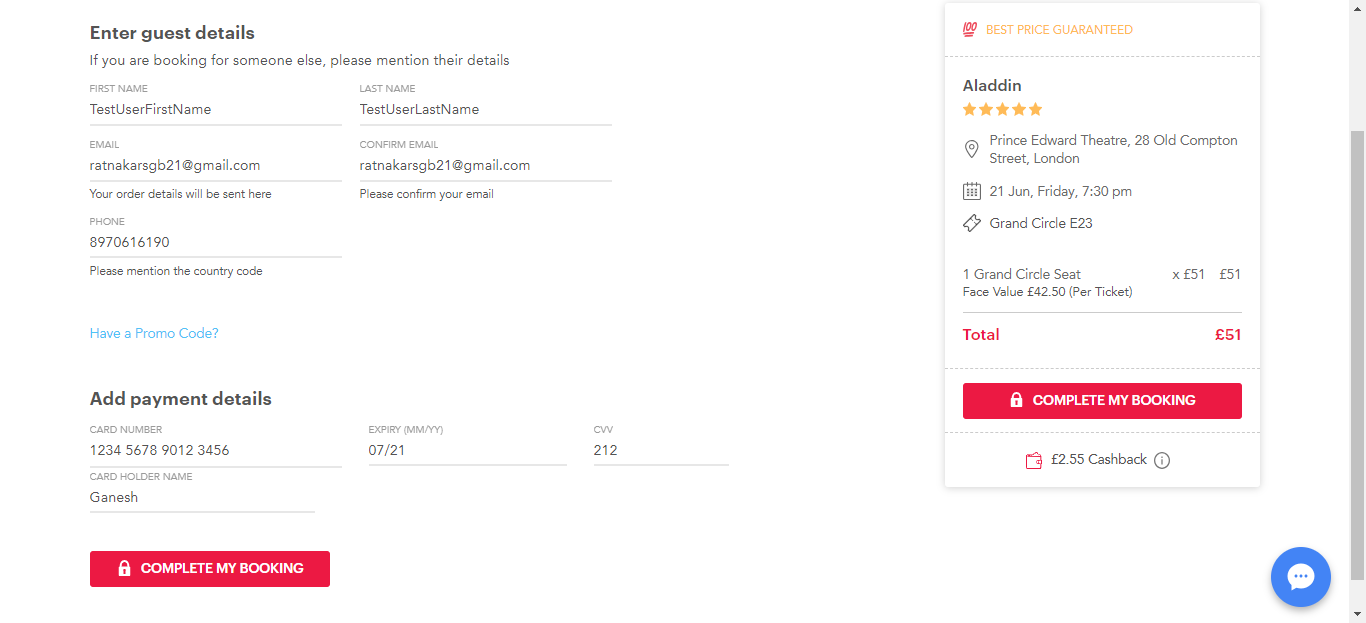 Enter guest details
If you are booking for someone else, please mention their details
FIRST NAME
TestUserFirstName
LAST NAME
TestUserLastName
EMAIL
ratnakarsgb21@gmail.com
Your order details will be sent here
CONFIRM EMAIL
ratnakarsgb21@gmail.com
Please confirm your email
PHONE
8970616190
Please mention the country code
Have a Promo Code?
Add payment details
CARD NUMBER
1234 5678 9012 3456
EXPIRY (MM/YY)
07/21
CVV
212
CARD HOLDER NAME
Ganesh
COMPLETE MY BOOKING
100
BEST PRICE GUARANTEED
Aladdin
Prince Edward Theatre, 28 Old Compton
Street, London
21 Jun, Friday, 7:30 pm
Grand Circle E23
1 Grand Circle Seat x £51 £51
Face Value £42.50 (Per Ticket)
Total £51
COMPLETE MY BOOKING
£2.55 Cashback